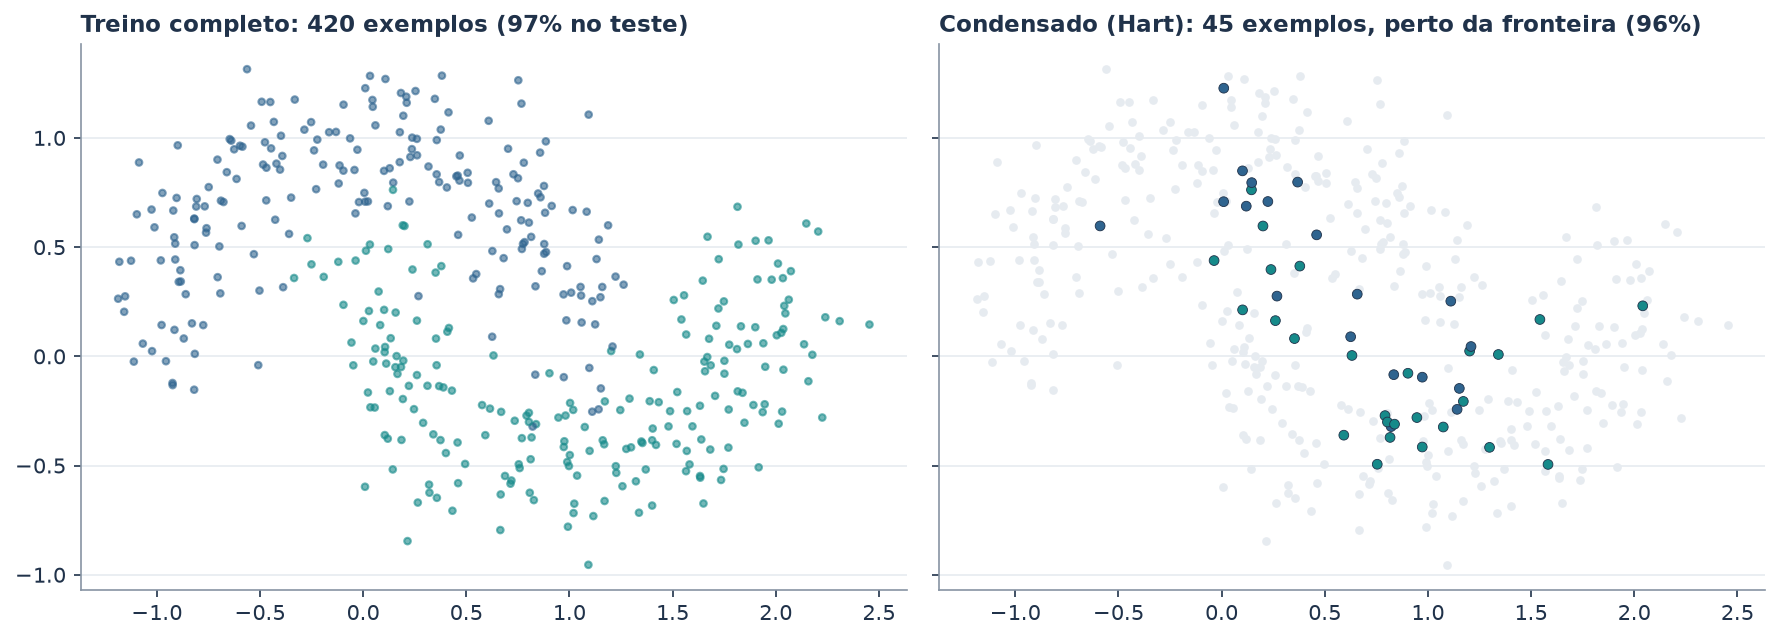 Treino completo: 420 exemplos (97% no teste)
Condensado (Hart): 45 exemplos, perto da fronteira (96%)
1.0
0.5
0.0
−0.5
−1.0
−1.0 −0.5 0.0 0.5 1.0 1.5 2.0 2.5
−1.0 −0.5 0.0 0.5 1.0 1.5 2.0 2.5